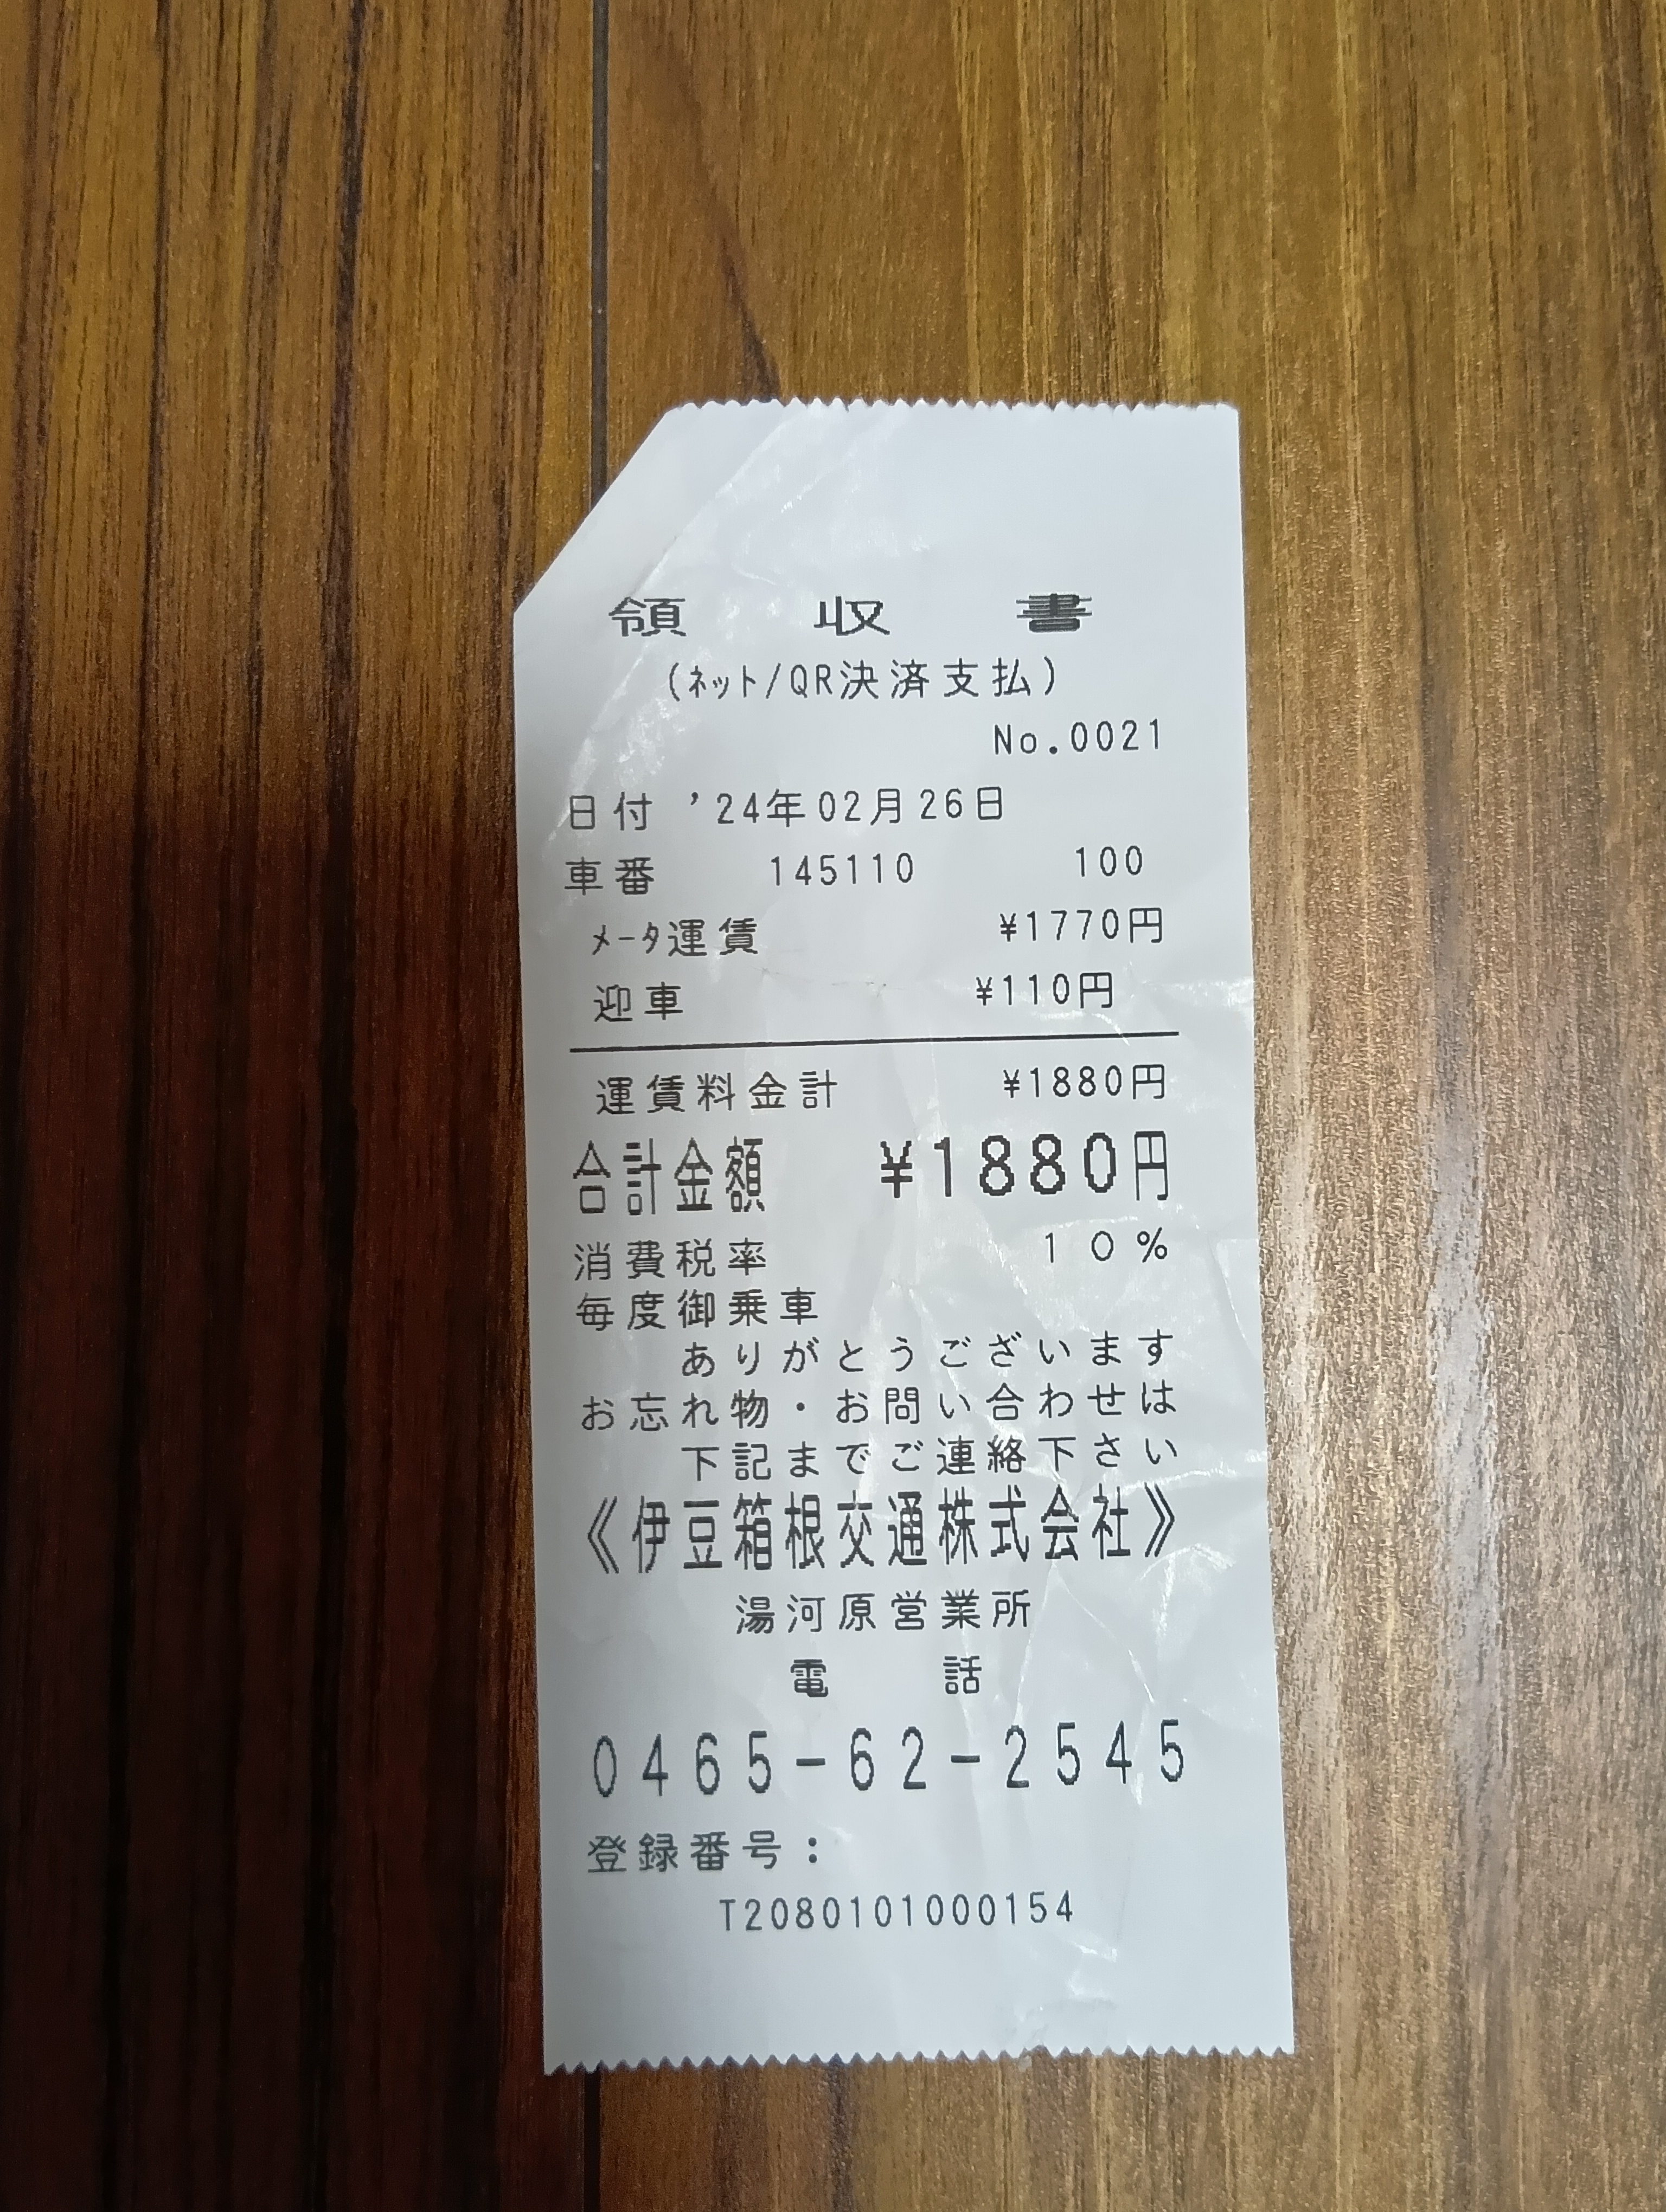 領収書
(ﾈｯﾄ/QR決済支払)
No.0021
日付 '24年02月26日
車番 145110 100
ﾒｰﾀ運賃 ¥1770円
迎車 ¥110円
運賃料金計 ¥1880円
合計金額 ¥1880円
消費税率 10%
毎度御乗車
ありがとうございます
お忘れ物・お問い合わせは
下記までご連絡下さい
《伊豆箱根交通株式会社》
湯河原営業所
電話
0465-62-2545
登録番号:
T2080101000154